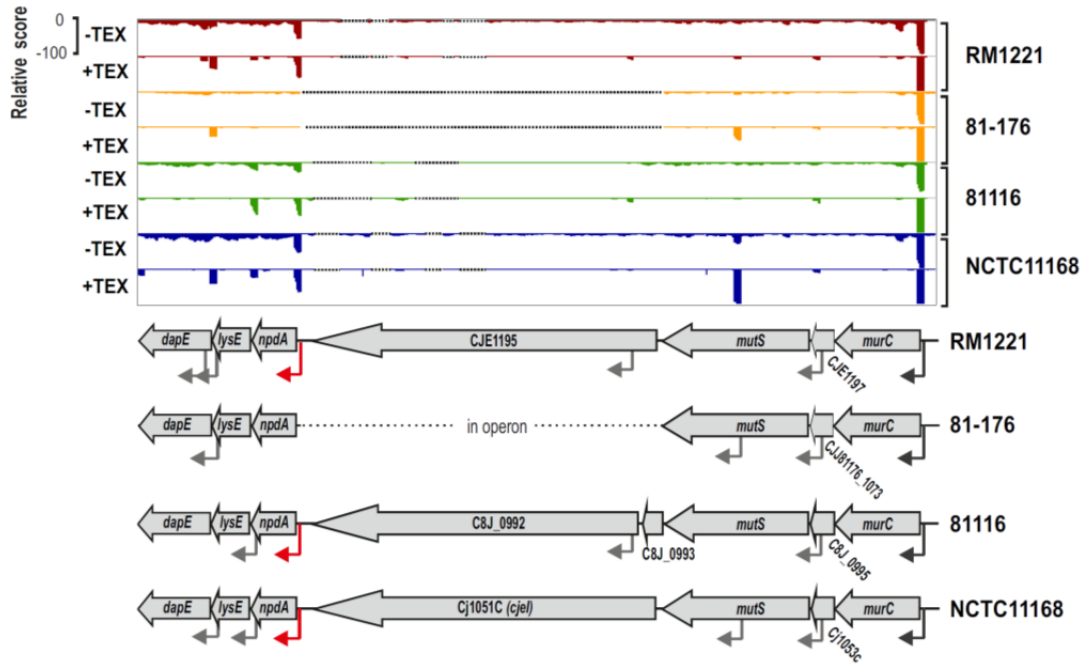 Relative score
0
-100
-TEX
+TEX
RM1221
-TEX
+TEX
81-176
-TEX
+TEX
81116
-TEX
+TEX
NCTC11168
dapE lysE npdA CJE1195 mutS murC RM1221
CJE1197
dapE lysE npdA in operon mutS murC 81-176
CJJ81176_1073
dapE lysE npdA C8J_0992 mutS murC 81116
C8J_0993
C8J_0995
dapE lysE npdA Cj1051C (cjeI) mutS murC NCTC11168
Cj1053c